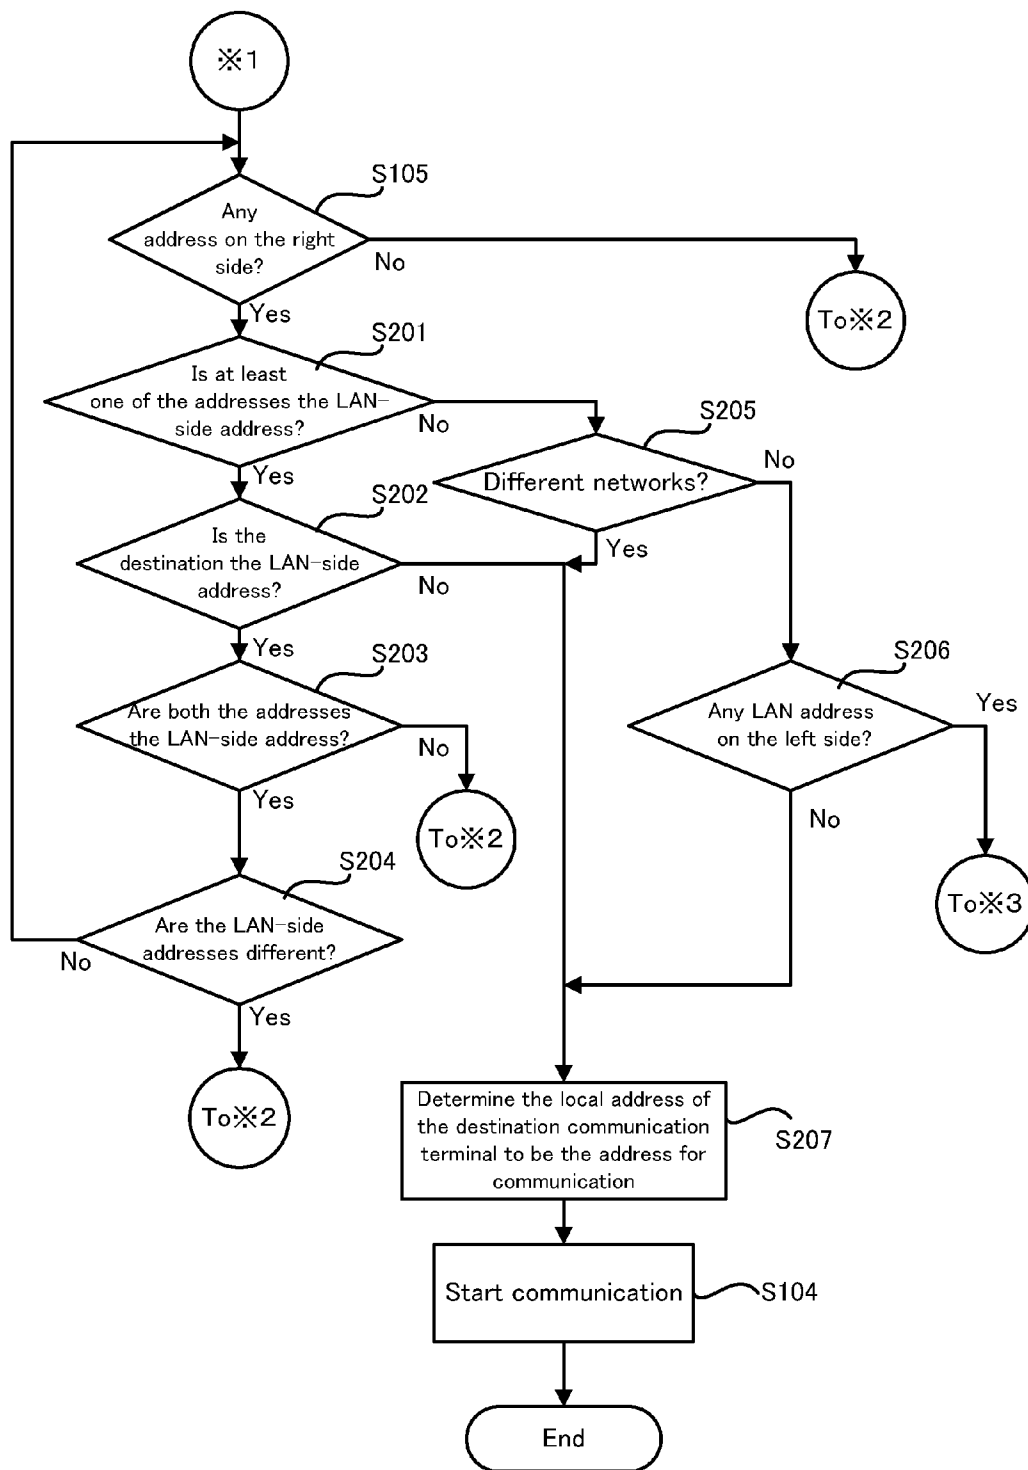 ※1
S105
Any
address on the right
side?
No
Yes
To※2
S201
Is at least
one of the addresses the LAN-
side address?
No
Yes
S205
Different networks?
No
Yes
S202
Is the
destination the LAN-side
address?
No
Yes
S203
Are both the addresses
the LAN-side address?
No
Yes
To※2
S206
Any LAN address
on the left side?
Yes
No
To※3
S204
Are the LAN-side
addresses different?
No
Yes
To※2
Determine the local address of
the destination communication
terminal to be the address for
communication
S207
Start communication
S104
End